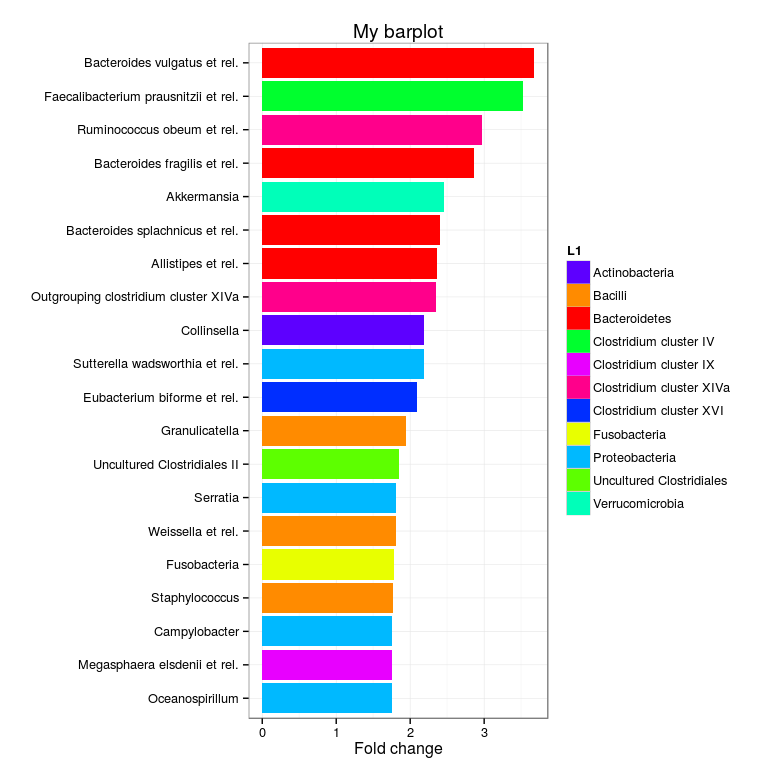 My barplot
Bacteroides vulgatus et rel.
Faecalibacterium prausnitzii et rel.
Ruminococcus obeum et rel.
Bacteroides fragilis et rel.
Akkermansia
Bacteroides splachnicus et rel.
Allistipes et rel.
Outgrouping clostridium cluster XIVa
Collinsella
Sutterella wadsworthia et rel.
Eubacterium biforme et rel.
Granulicatella
Uncultured Clostridiales II
Serratia
Weissella et rel.
Fusobacteria
Staphylococcus
Campylobacter
Megasphaera elsdenii et rel.
Oceanospirillum
0 1 2 3
Fold change
L1
Actinobacteria
Bacilli
Bacteroidetes
Clostridium cluster IV
Clostridium cluster IX
Clostridium cluster XIVa
Clostridium cluster XVI
Fusobacteria
Proteobacteria
Uncultured Clostridiales
Verrucomicrobia